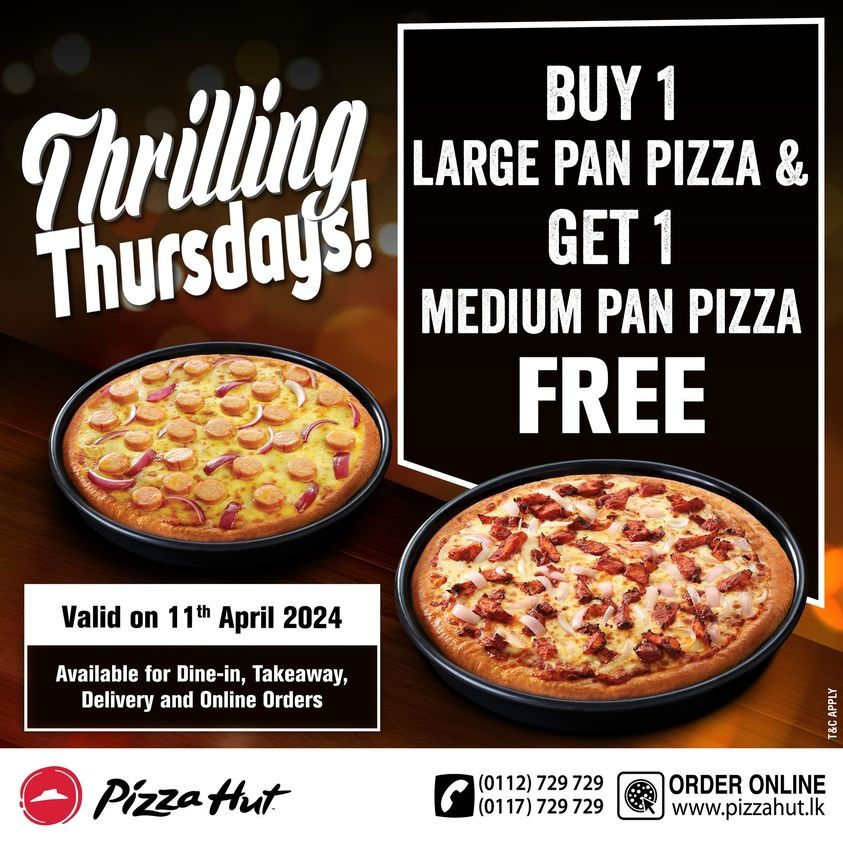 Thrilling
Thursdays!
BUY 1
LARGE PAN PIZZA &
GET 1
MEDIUM PAN PIZZA
FREE
Valid on 11th April 2024
Available for Dine-in, Takeaway,
Delivery and Online Orders
T&C APPLY
Pizza Hut
(0112) 729 729
(0117) 729 729
ORDER ONLINE
www.pizzahut.lk